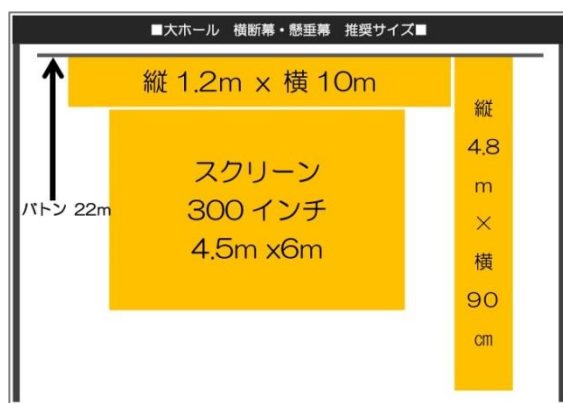 ■大ホール 横断幕・懸垂幕 推奨サイズ■
縦 1.2m x 横 10m
スクリーン
300 インチ
4.5m x6m
バトン 22m
縦
4.8
m
×
横
90
㎝